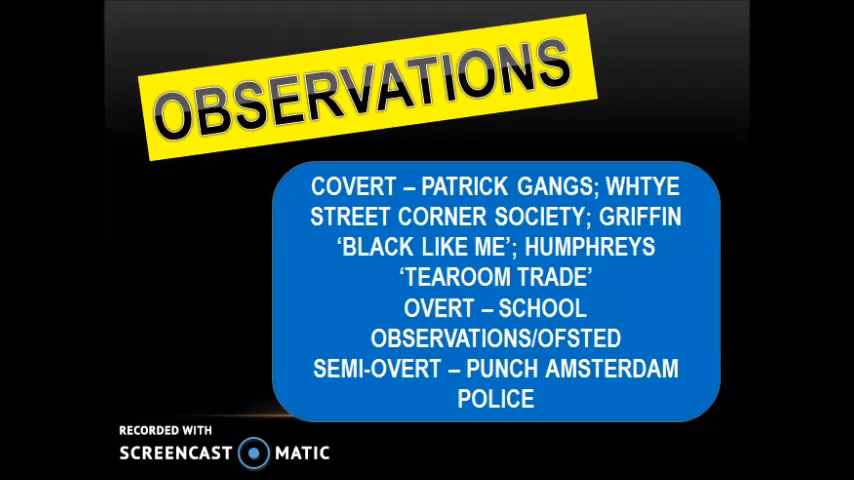 OBSERVATIONS
COVERT – PATRICK GANGS; WHTYE
STREET CORNER SOCIETY; GRIFFIN
‘BLACK LIKE ME’; HUMPHREYS
‘TEAROOM TRADE’
OVERT – SCHOOL
OBSERVATIONS/OFSTED
SEMI-OVERT – PUNCH AMSTERDAM
POLICE
RECORDED WITH
SCREENCAST MATIC